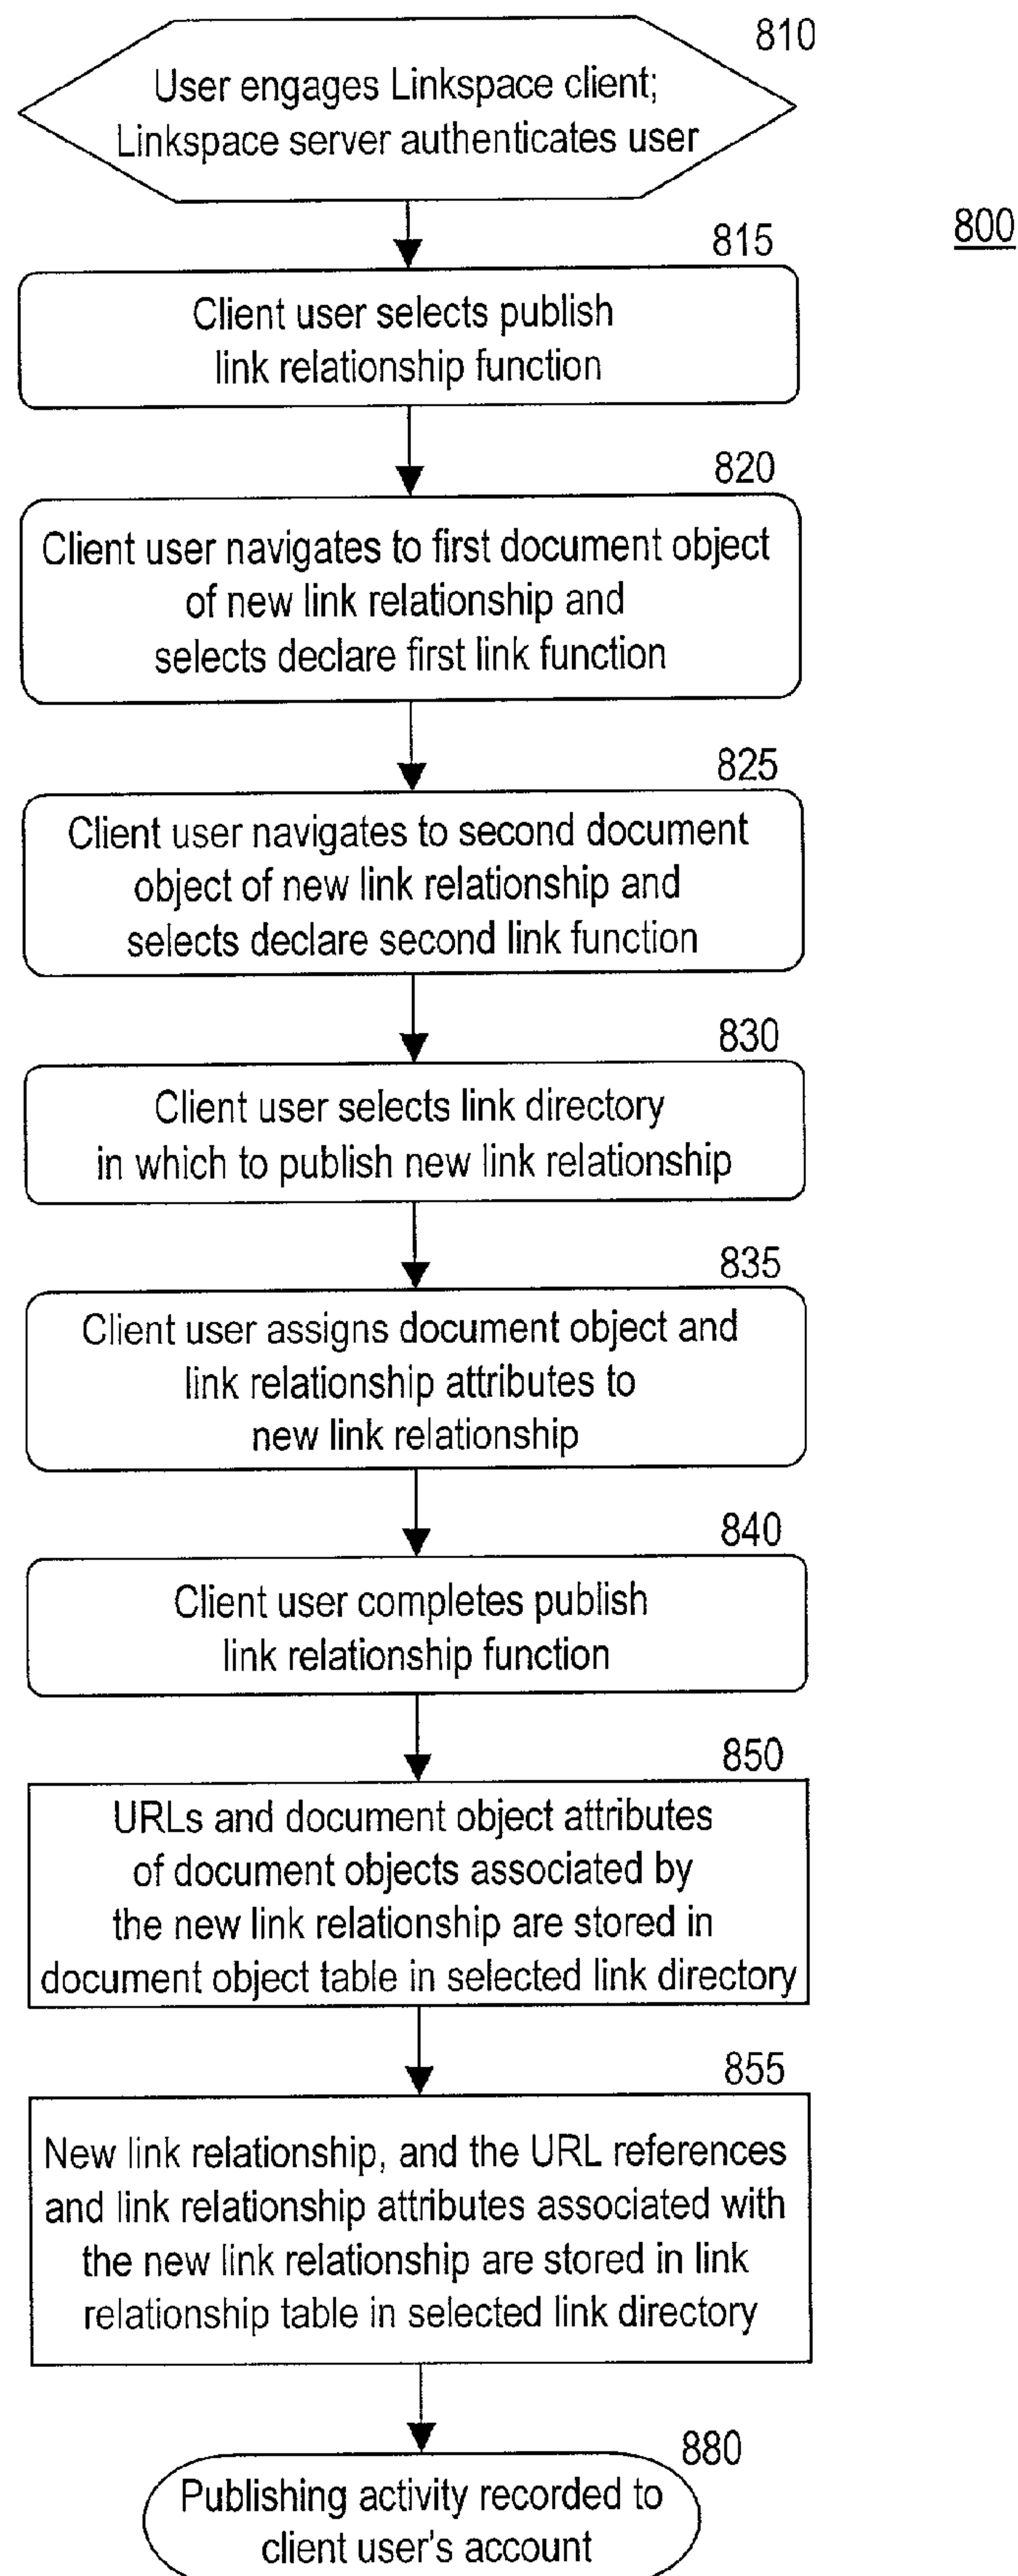 810
User engages Linkspace client;
Linkspace server authenticates user
800
815
Client user selects publish
link relationship function
820
Client user navigates to first document object
of new link relationship and
selects declare first link function
825
Client user navigates to second document
object of new link relationship and
selects declare second link function
830
Client user selects link directory
in which to publish new link relationship
835
Client user assigns document object and
link relationship attributes to
new link relationship
840
Client user completes publish
link relationship function
850
URLs and document object attributes
of document objects associated by
the new link relationship are stored in
document object table in selected link directory
855
New link relationship, and the URL references
and link relationship attributes associated with
the new link relationship are stored in link
relationship table in selected link directory
880
Publishing activity recorded to
client user's account